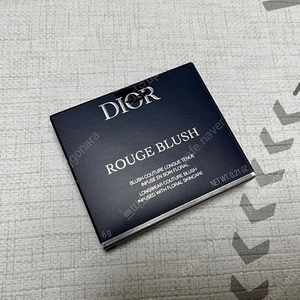 DIOR
ROUGE BLUSH
BLUSH COUTURE LONGUE TENUE
INFUSÉ EN SOIN FLORAL
LONGWEAR COUTURE BLUSH
INFUSED WITH FLORAL SKINCARE
6g
NET WT 0.21 OZ.